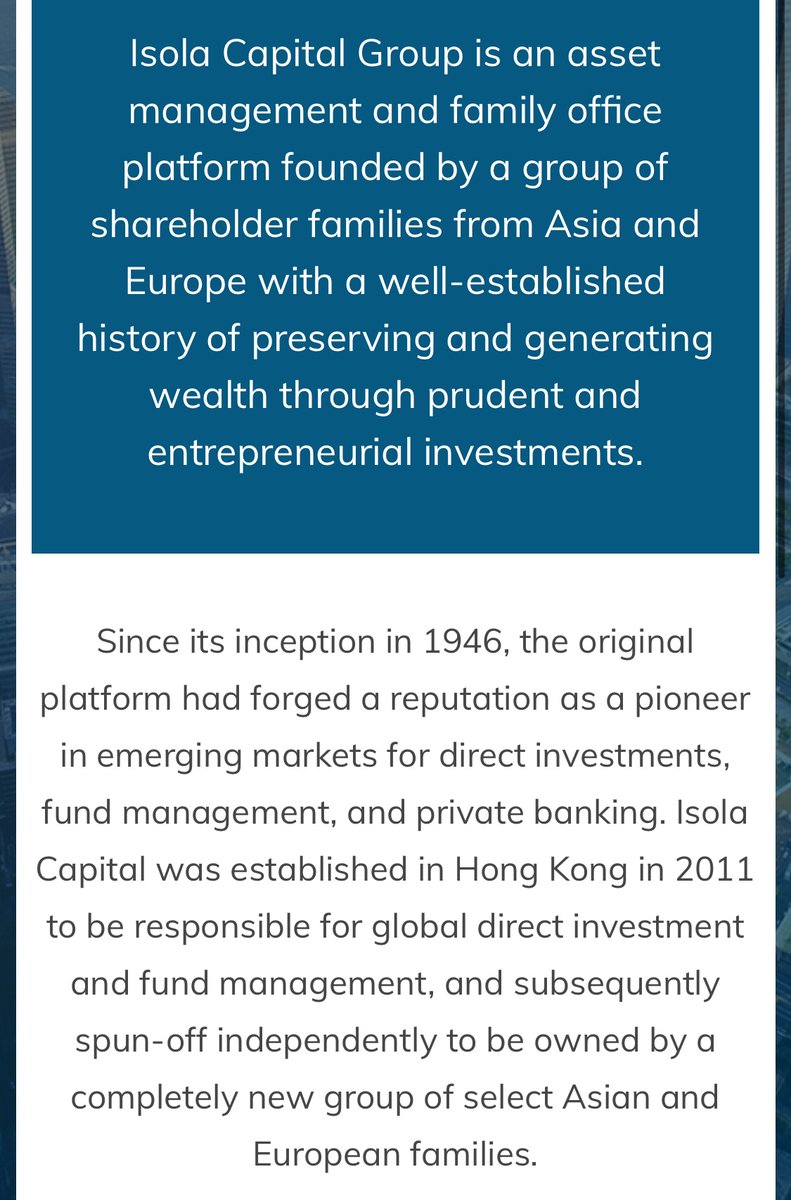 Isola Capital Group is an asset
management and family office
platform founded by a group of
shareholder families from Asia and
Europe with a well-established
history of preserving and generating
wealth through prudent and
entrepreneurial investments.
Since its inception in 1946, the original
platform had forged a reputation as a pioneer
in emerging markets for direct investments,
fund management, and private banking. Isola
Capital was established in Hong Kong in 2011
to be responsible for global direct investment
and fund management, and subsequently
spun-off independently to be owned by a
completely new group of select Asian and
European families.